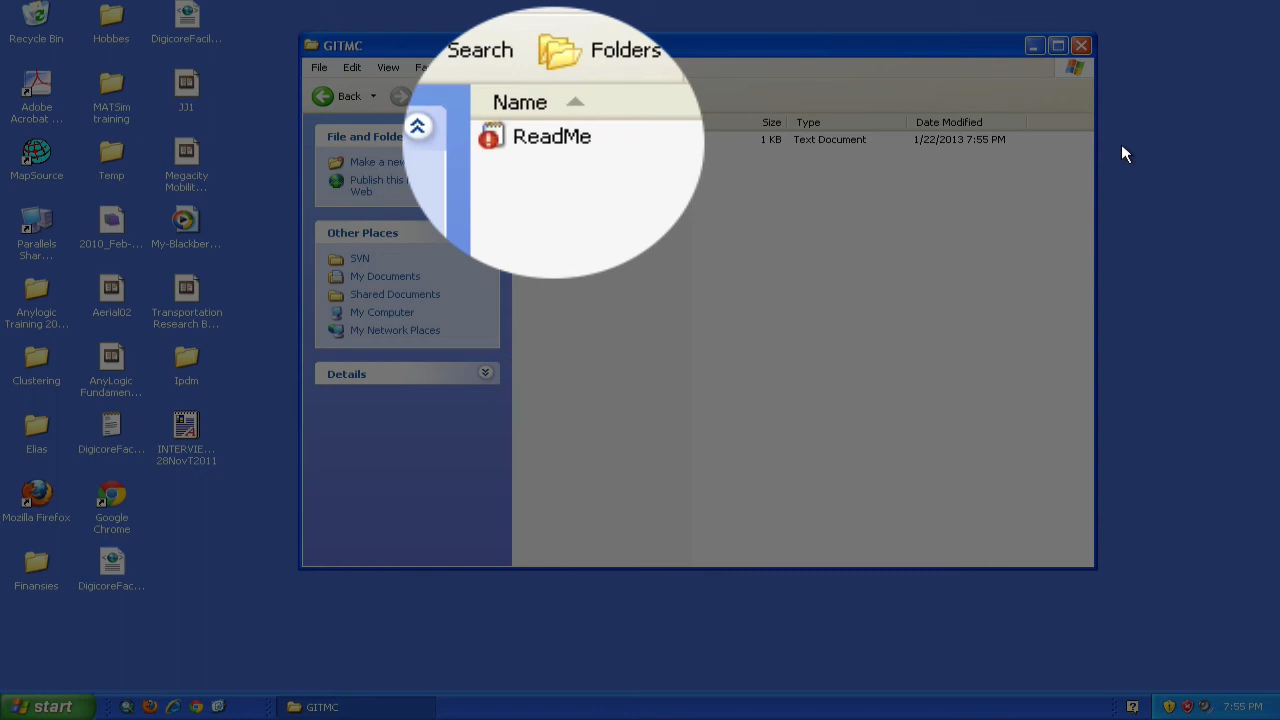 Recycle Bin
Hobbes
DigicoreFacil...
Adobe
Acrobat ...
MATSim
training
JJ1
MapSource
Temp
Megacity
Mobilit...
Parallels
Shar...
2010_Feb-...
My-Blackber...
Anylogic
Training 20...
Aerial02
Transportation
Research B...
Clustering
AnyLogic
Fundamen...
Ipdm
Elias
DigicoreFac...
INTERVIE...
28NovT2011
Mozilla Firefox
Google
Chrome
Finansies
DigicoreFac...
GITMC
File
Edit
View
Back
Search
Folders
Name
ReadMe
Size
Type
Date Modified
1 KB
Text Document
1/22/2013 7:55 PM
File and Folde
Make a new
Publish this
Web
Other Places
SVN
My Documents
Shared Documents
My Computer
My Network Places
Details
start
GITMC
7:55 PM